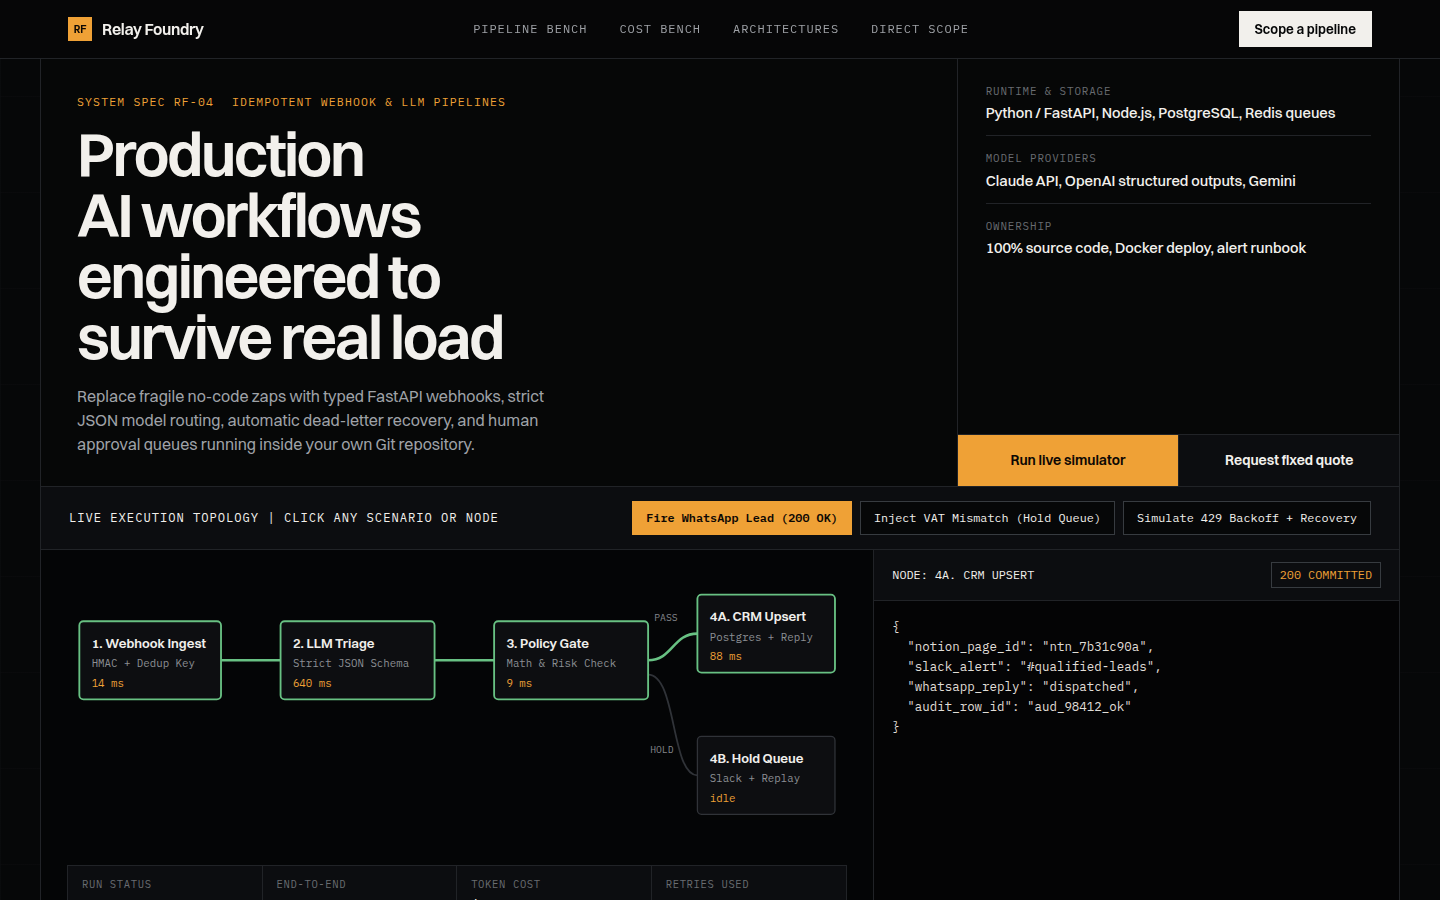 RF
Relay Foundry
PIPELINE BENCH
COST BENCH
ARCHITECTURES
DIRECT SCOPE
Scope a pipeline
SYSTEM SPEC RF-04 IDEMPOTENT WEBHOOK & LLM PIPELINES
Production
AI workflows
engineered to
survive real load
Replace fragile no-code zaps with typed FastAPI webhooks, strict
JSON model routing, automatic dead-letter recovery, and human
approval queues running inside your own Git repository.
RUNTIME & STORAGE
Python / FastAPI, Node.js, PostgreSQL, Redis queues
MODEL PROVIDERS
Claude API, OpenAI structured outputs, Gemini
OWNERSHIP
100% source code, Docker deploy, alert runbook
Run live simulator
Request fixed quote
LIVE EXECUTION TOPOLOGY | CLICK ANY SCENARIO OR NODE
Fire WhatsApp Lead (200 OK)
Inject VAT Mismatch (Hold Queue)
Simulate 429 Backoff + Recovery
1. Webhook Ingest
HMAC + Dedup Key
14 ms
2. LLM Triage
Strict JSON Schema
640 ms
3. Policy Gate
Math & Risk Check
9 ms
PASS
4A. CRM Upsert
Postgres + Reply
88 ms
HOLD
4B. Hold Queue
Slack + Replay
idle
NODE: 4A. CRM UPSERT
200 COMMITTED
{
"notion_page_id": "ntn_7b31c90a",
"slack_alert": "#qualified-leads",
"whatsapp_reply": "dispatched",
"audit_row_id": "aud_98412_ok"
}
RUN STATUS
END-TO-END
TOKEN COST
RETRIES USED